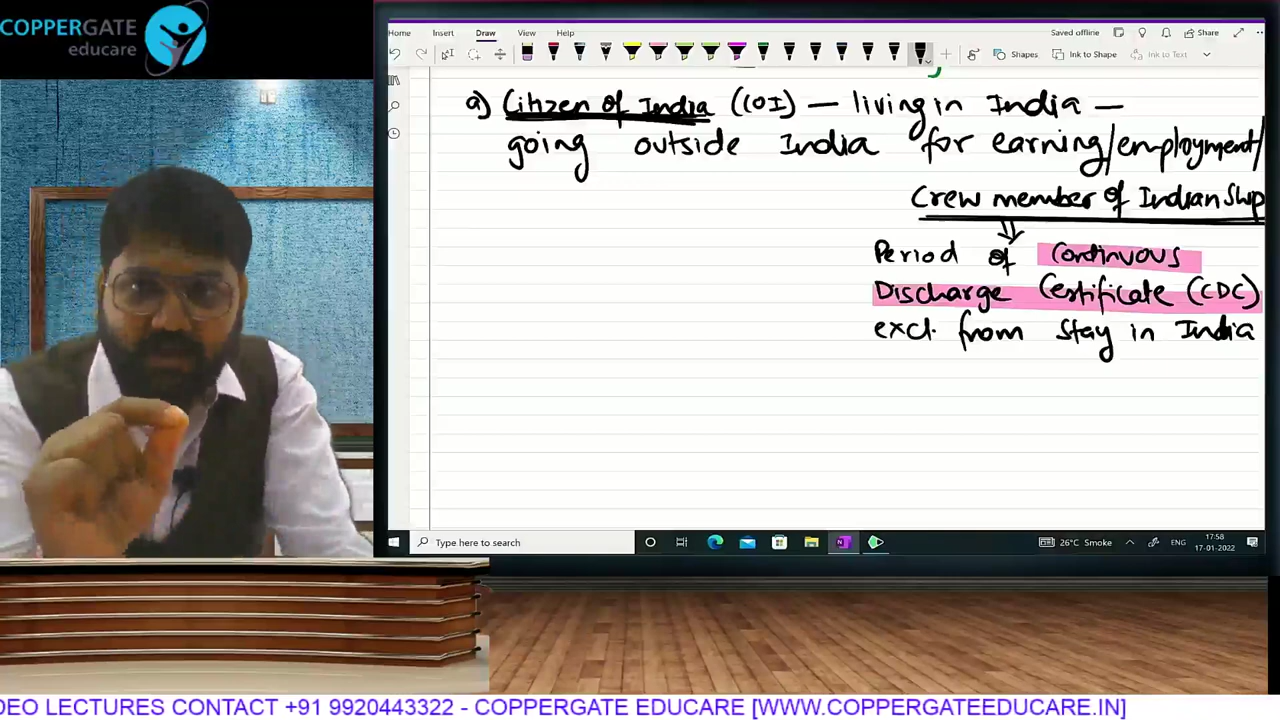 COPPERGATE
educare
Home Insert Draw View Help
Saved offline
Share
Shapes
Ink to Shape
Ink to Text
a) Citizen of India (COI) — living in India —
going outside India for earning/employment/
Crew member of Indian Ship
Period of Continuous
Discharge Certificate (CDC)
excl. from stay in India
Type here to search
26°C Smoke
ENG
17:58
17-01-2022
DEO LECTURES CONTACT +91 9920443322 - COPPERGATE EDUCARE [WWW.COPPERGATEEDUCARE.IN]